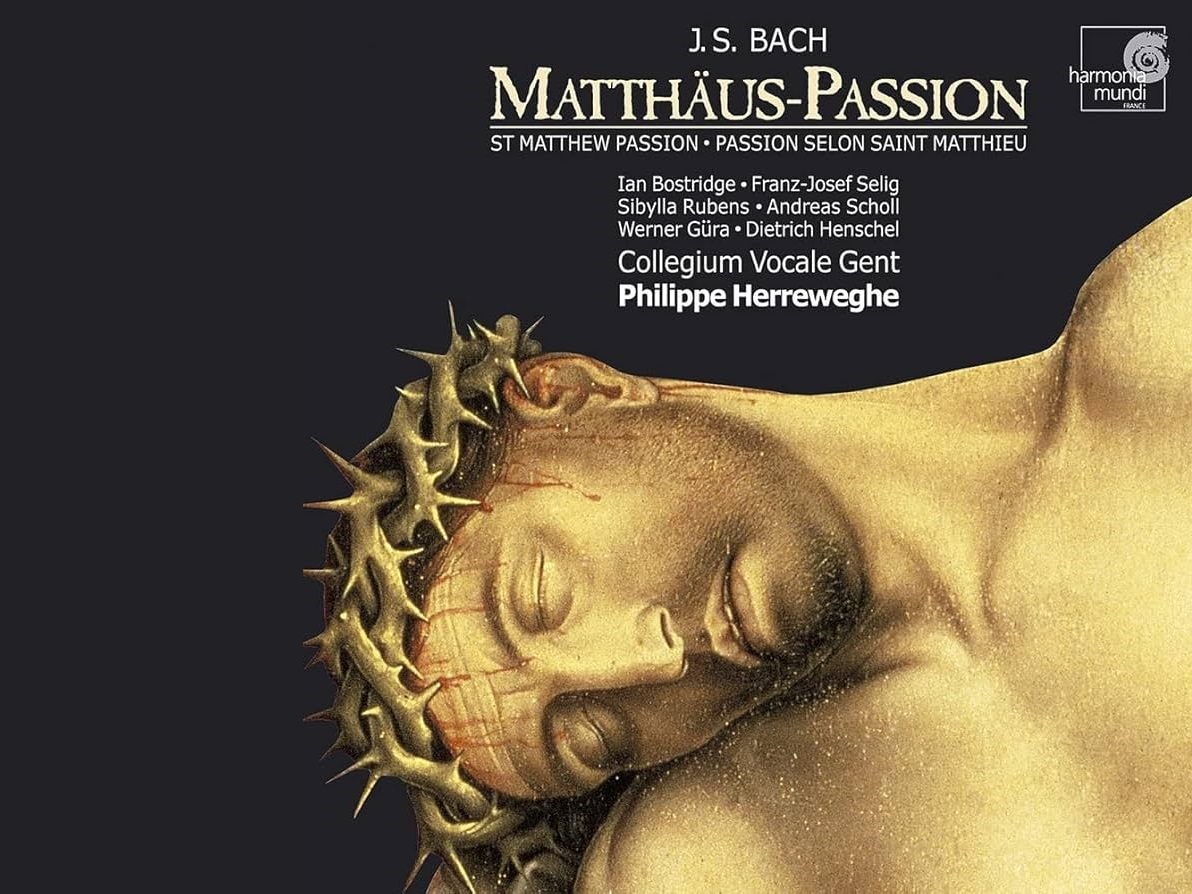 J. S. BACH
MATTHÄUS-PASSION
ST MATTHEW PASSION • PASSION SELON SAINT MATTHIEU
Ian Bostridge • Franz-Josef Selig
Sibylla Rubens • Andreas Scholl
Werner Güra • Dietrich Henschel
Collegium Vocale Gent
Philippe Herreweghe
harmonia
mundi
FRANCE